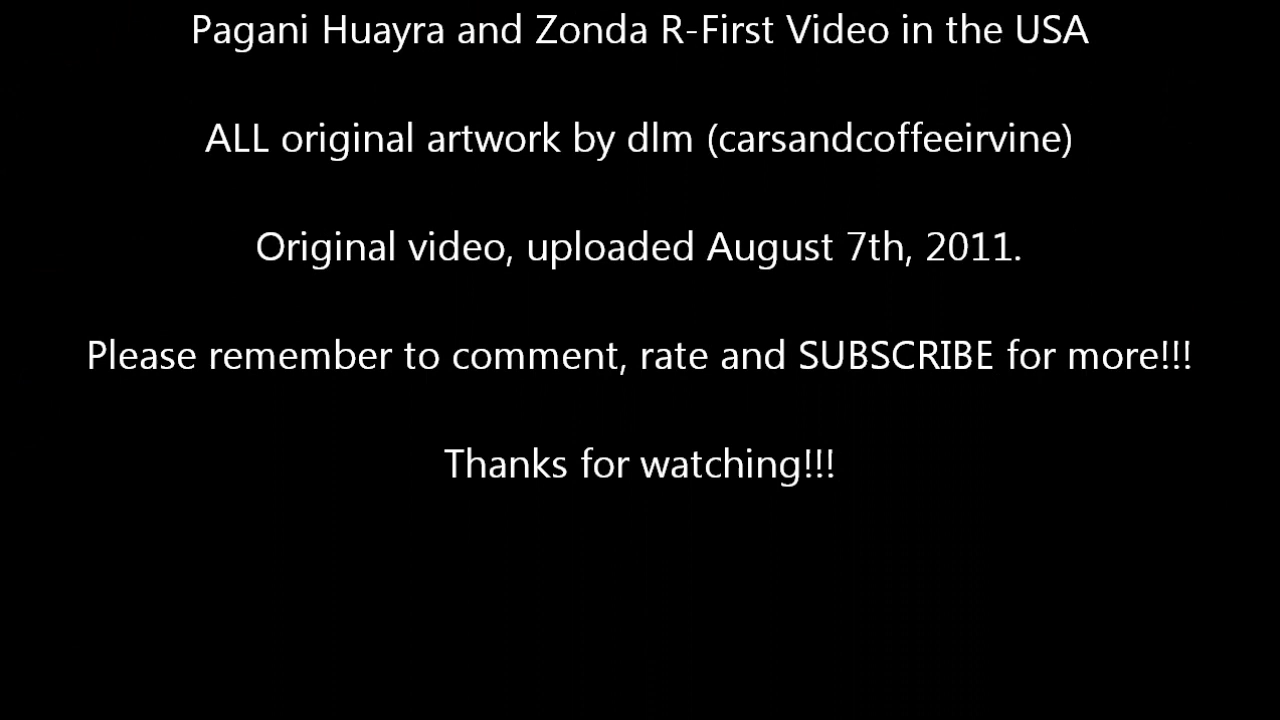 Pagani Huayra and Zonda R-First Video in the USA
ALL original artwork by dlm (carsandcoffeeirvine)
Original video, uploaded August 7th, 2011.
Please remember to comment, rate and SUBSCRIBE for more!!!
Thanks for watching!!!